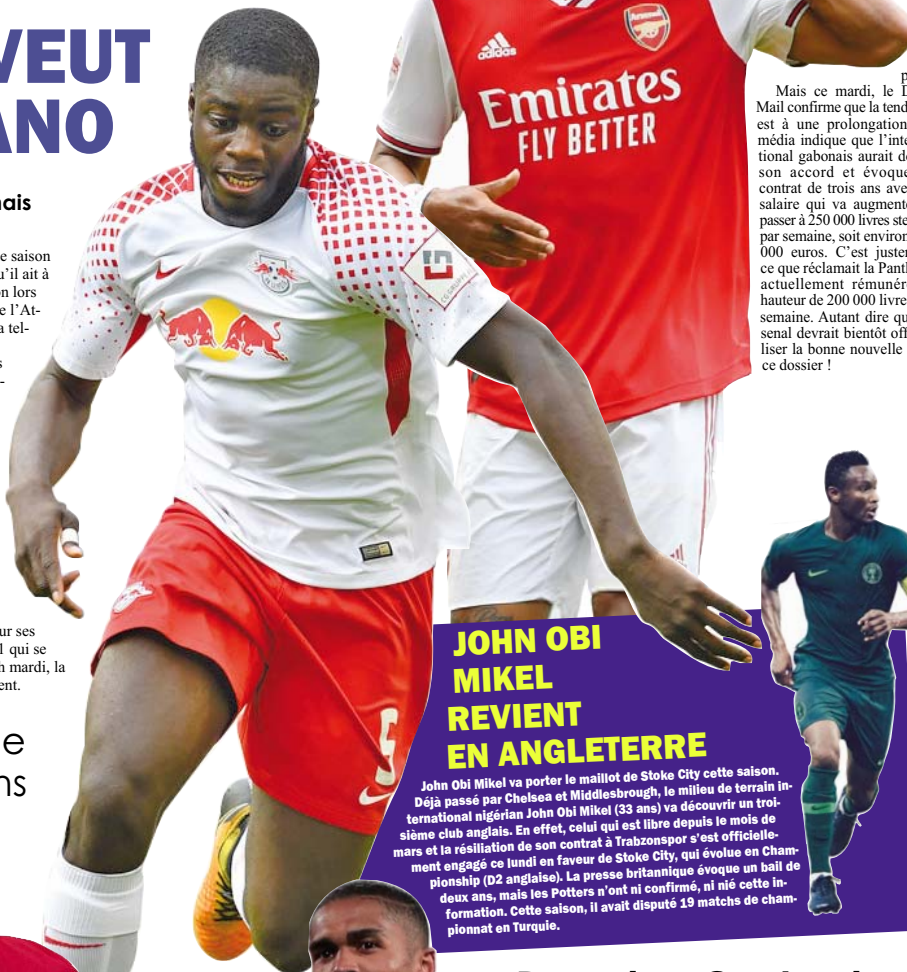 VEUT
ANO
ais
e saison
u'il ait à
on lors
e l'At-
a tel-
s
-
ur ses
1 qui se
h mardi, la
ent.
e
ns
adidas
Arsenal
Emirates
FLY BETTER
5
p
Mais ce mardi, le D
Mail confirme que la tend
est à une prolongation.
média indique que l'inte
tional gabonais aurait do
son accord et évoque
contrat de trois ans ave
salaire qui va augmente
passer à 250 000 livres ste
par semaine, soit environ
000 euros. C'est juster
ce que réclamait la Panth
actuellement rémunéré
hauteur de 200 000 livre
semaine. Autant dire qu
senal devrait bientôt off
liser la bonne nouvelle
ce dossier !
JOHN OBI
MIKEL
REVIENT
EN ANGLETERRE
John Obi Mikel va porter le maillot de Stoke City cette saison.
Déjà passé par Chelsea et Middlesbrough, le milieu de terrain in-
ternational nigérian John Obi Mikel (33 ans) va découvrir un troi-
sième club anglais. En effet, celui qui est libre depuis le mois de
mars et la résiliation de son contrat à Trabzonspor s'est officielle-
ment engagé ce lundi en faveur de Stoke City, qui évolue en Cham-
pionship (D2 anglaise). La presse britannique évoque un bail de
deux ans, mais les Potters n'ont ni confirmé, ni nié cette in-
formation. Cette saison, il avait disputé 19 matchs de cham-
pionnat en Turquie.